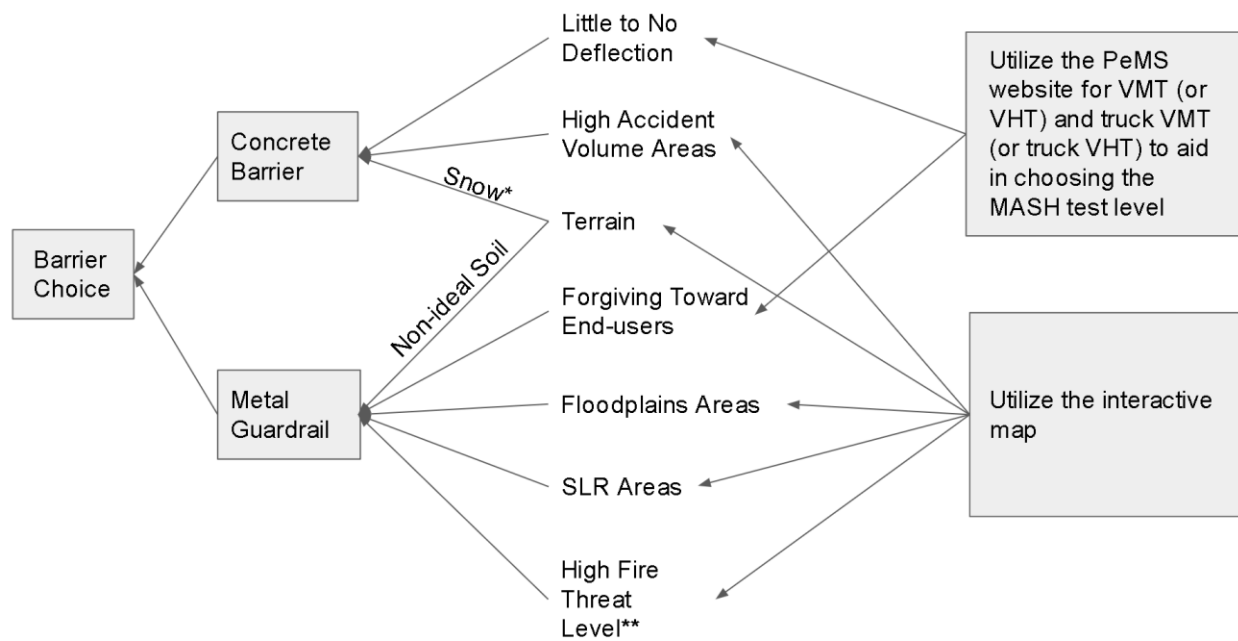 Barrier
Choice
Concrete
Barrier
Metal
Guardrail
Snow*
Non-ideal Soil
Little to No
Deflection
High Accident
Volume Areas
Terrain
Forgiving Toward
End-users
Floodplains Areas
SLR Areas
High Fire
Threat
Level**
Utilize the PeMS
website for VMT (or
VHT) and truck VMT
(or truck VHT) to aid
in choosing the
MASH test level
Utilize the interactive
map